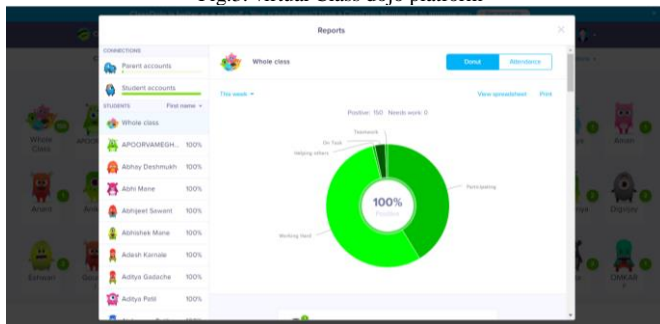 Fig.5. Virtual Class dojo platform
Reports
CONNECTIONS
Parent accounts
Student accounts
STUDENTS First name
Whole class
APOORVAMEGH... 100%
Abhay Deshmukh 100%
Abhi Mane 100%
Abhijeet Sawant 100%
Abhishek Mane 100%
Adesh Karnale 100%
Aditya Gadache 100%
Aditya Patil 100%
Whole class
Donut Attendance
This week
View spreadsheet Print
Positive: 150 Needs work: 0
Teamwork
On Task
Helping others
Participating
Working Hard
100%
Positive
Whole
Class
Aman
Digvijay
Eshwari
OMKAR